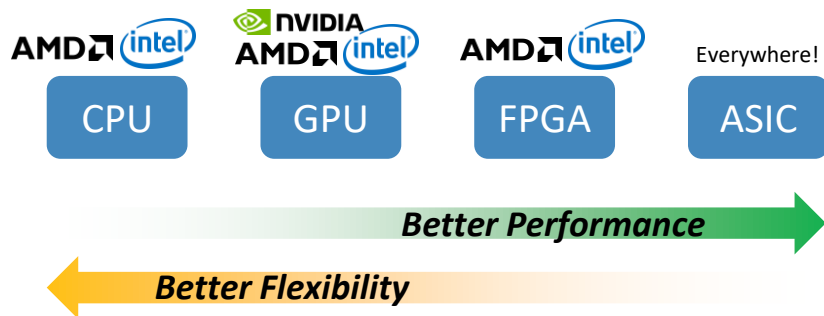 AMD intel
NVIDIA
AMD intel
AMD intel
Everywhere!
CPU
GPU
FPGA
ASIC
Better Performance
Better Flexibility